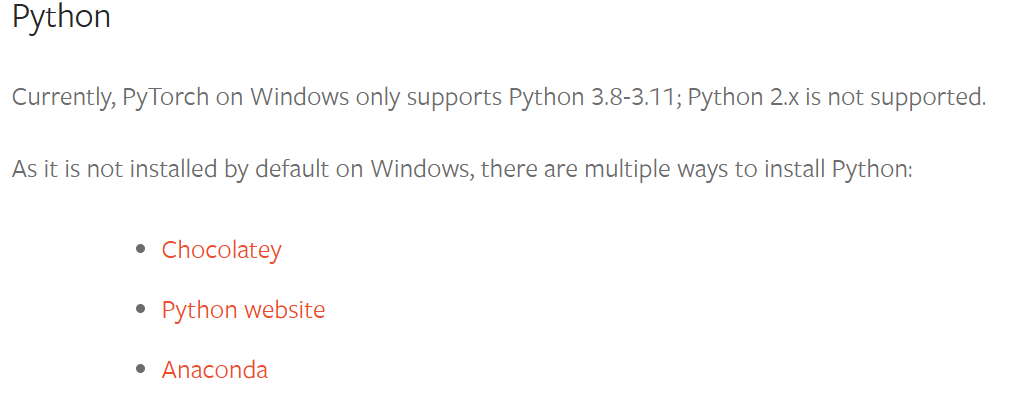 Python
Currently, PyTorch on Windows only supports Python 3.8-3.11; Python 2.x is not supported.
As it is not installed by default on Windows, there are multiple ways to install Python:
Chocolatey
Python website
Anaconda